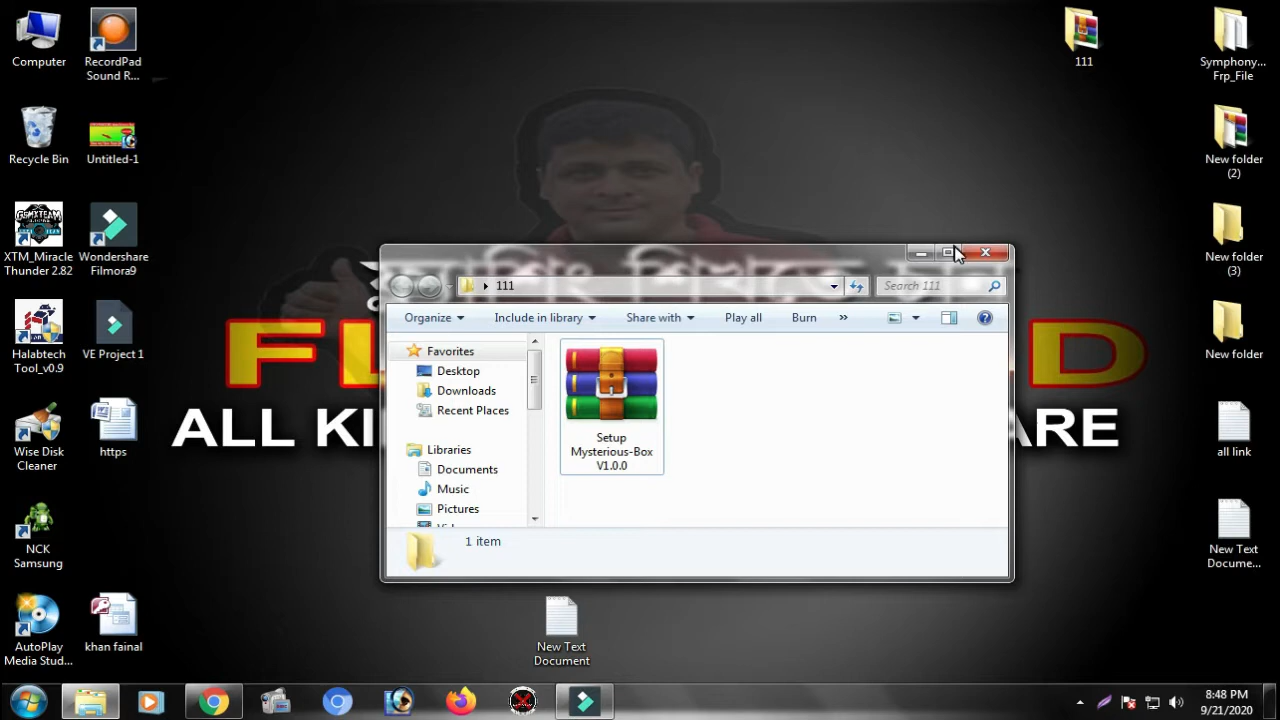 Computer
RecordPad
Sound R...
111
Symphony...
Frp_File
Recycle Bin
Untitled-1
New folder
(2)
XTM_Miracle
Thunder 2.82
Wondershare
Filmora9
New folder
(3)
111
Search 111
Organize
Include in library
Share with
Play all
Burn
»
Favorites
Desktop
Downloads
Recent Places
Libraries
Documents
Music
Pictures
Setup
Mysterious-Box
V1.0.0
1 item
Halabtech
Tool_v0.9
VE Project 1
New folder
FL
D
ALL KI
ARE
Wise Disk
Cleaner
https
all link
NCK
Samsung
New Text
Docume...
AutoPlay
Media Stud...
khan fainal
New Text
Document
8:48 PM
9/21/2020